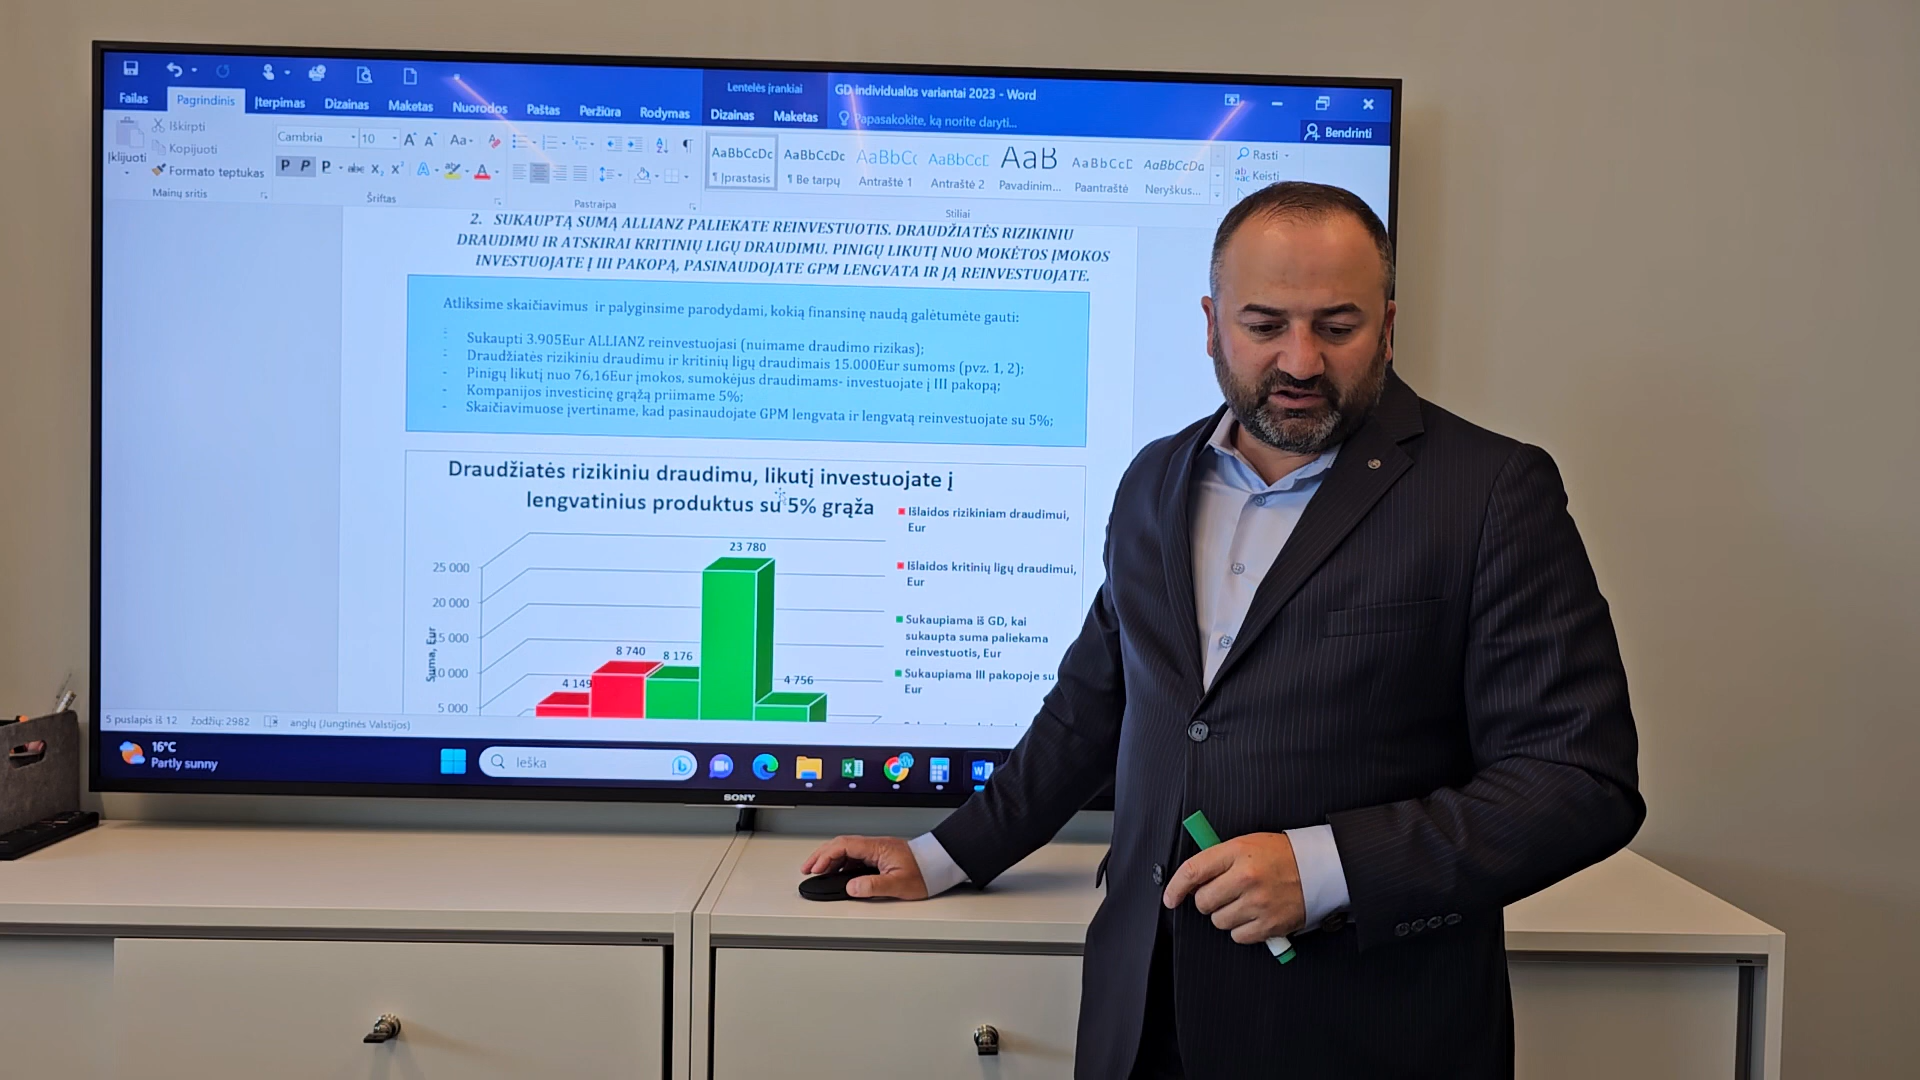 Lentelės įrankiai
GD individualūs variantai 2023 - Word
Failas
Pagrindinis
Įterpimas
Dizainas
Maketas
Nuorodos
Paštas
Peržiūra
Rodymas
Dizainas
Maketas
Papasakokite, ką norite daryti...
Bendrinti
Įklijuoti
Iškirpti
Kopijuoti
Formato teptukas
Mainų sritis
Cambria
10
Aa
P P P abc X₂ X²
Šriftas
Pastraipa
AaBbCcDc
¶ Įprastasis
AaBbCcDc
¶ Be tarpų
AaBbCc
Antraštė 1
AaBbCcE
Antraštė 2
AaB
Pavadinim...
AaBbCcC
Paantraštė
AaBbCcDa
Neryškus...
Stiliai
Rasti
Keisti
2. SUKAUPTĄ SUMĄ ALLIANZ PALIEKATE REINVESTUOTIS. DRAUDŽIATĖS RIZIKINIU
DRAUDIMU IR ATSKIRAI KRITINIŲ LIGŲ DRAUDIMU. PINIGŲ LIKUTĮ NUO MOKĖTOS ĮMOKOS
INVESTUOJATE Į III PAKOPĄ, PASINAUDOJATE GPM LENGVATA IR JĄ REINVESTUOJATE.
Atliksime skaičiavimus ir palyginsime parodydami, kokią finansinę naudą galėtumėte gauti:
- Sukaupti 3.905Eur ALLIANZ reinvestuojasi (nuimame draudimo rizikas);
- Draudžiatės rizikiniu draudimu ir kritinių ligų draudimais 15.000Eur sumoms (pvz. 1, 2);
- Pinigų likutį nuo 76,16Eur įmokos, sumokėjus draudimams- investuojate į III pakopą;
- Kompanijos investicinę grąžą priimame 5%;
- Skaičiavimuose įvertiname, kad pasinaudojate GPM lengvata ir lengvatą reinvestuojate su 5%;
Draudžiatės rizikiniu draudimu, likutį investuojate į
lengvatinius produktus su 5% grąža
Išlaidos rizikiniam draudimui,
Eur
Išlaidos kritinių ligų draudimui,
Eur
Sukaupiama iš GD, kai
sukaupta suma paliekama
reinvestuotis, Eur
Sukaupiama III pakopoje su
Eur
Suma, Eur
25 000
20 000
15 000
10 000
5 000
4 149
8 740
8 176
23 780
4 756
5 puslapis iš 12
žodžių: 2982
anglų (Jungtinės Valstijos)
16°C
Partly sunny
Ieška
SONY